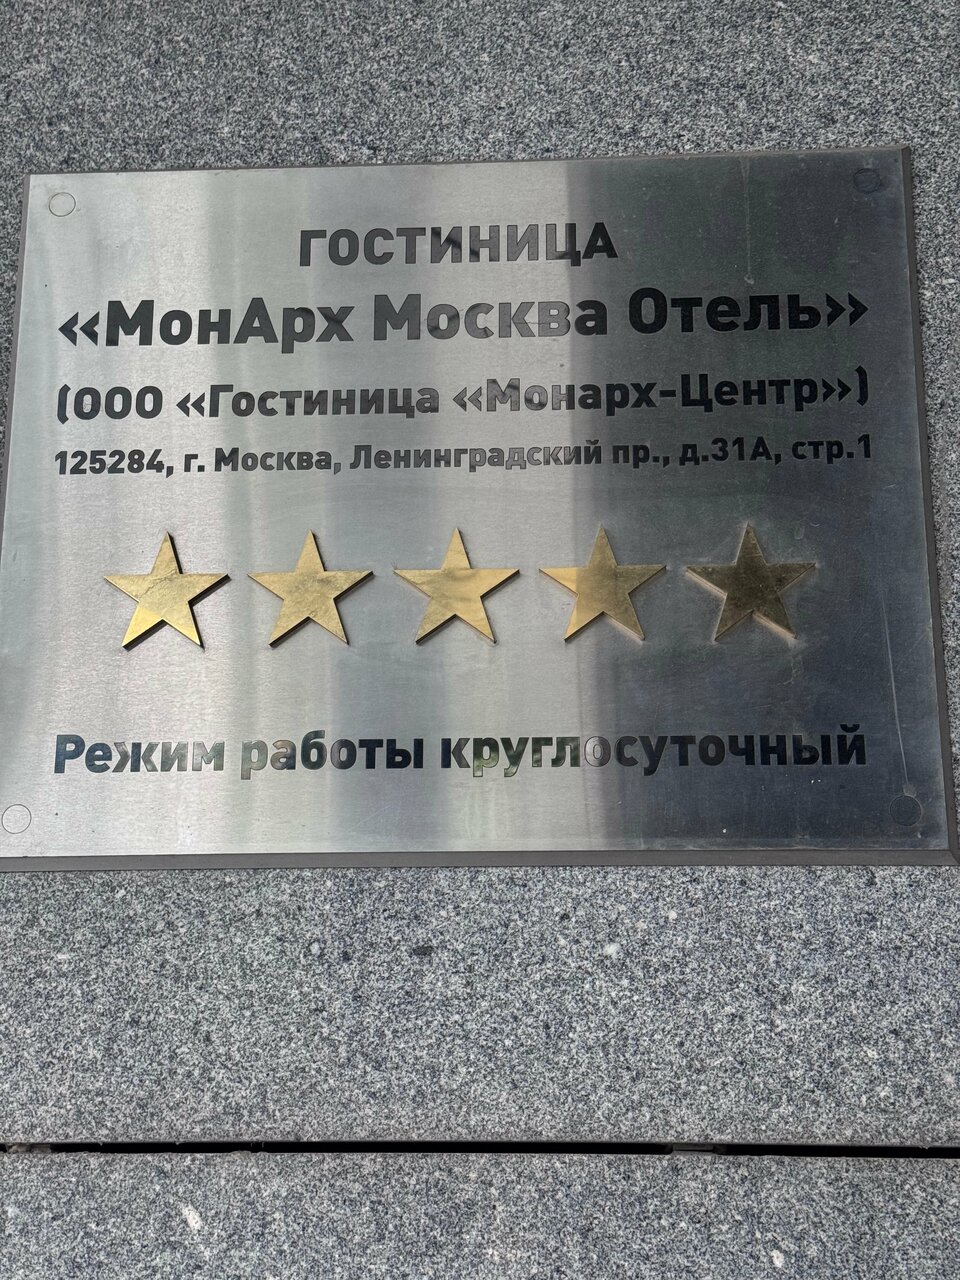 ГОСТИНИЦА
«МонАрх Москва Отель»
(ООО «Гостиница «Монарх-Центр»)
125284, г. Москва, Ленинградский пр., д.31А, стр.1
Режим работы круглосуточный